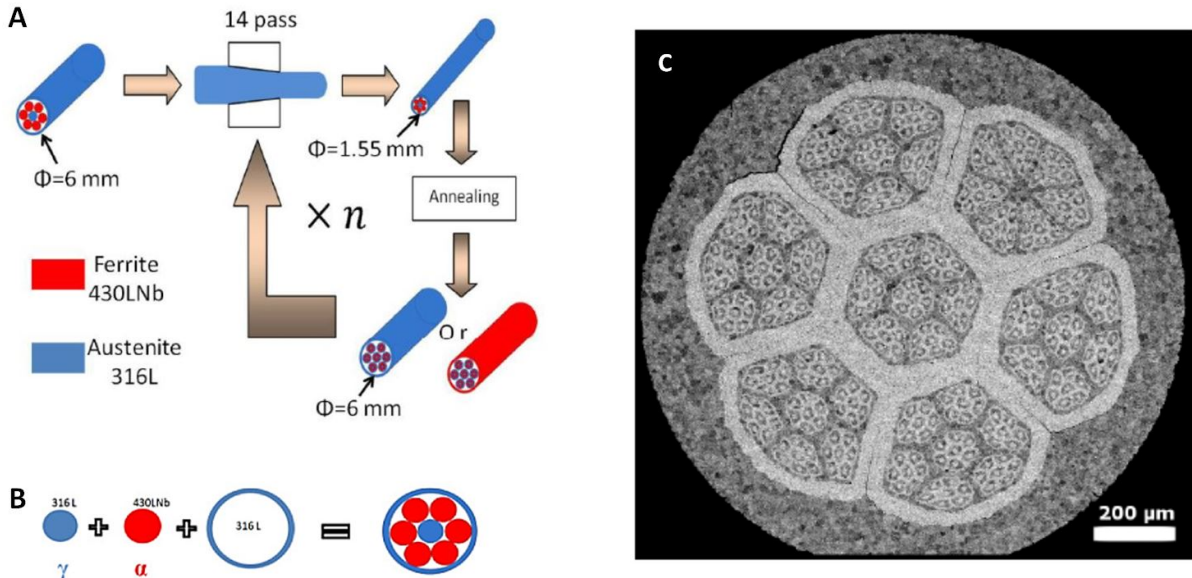 A
14 pass
Φ=6 mm
Φ=1.55 mm
Annealing
× n
Ferrite
430LNb
Austenite
316L
O r
Φ=6 mm
B
316L
430LNb
316L
γ
α
C
200 μm